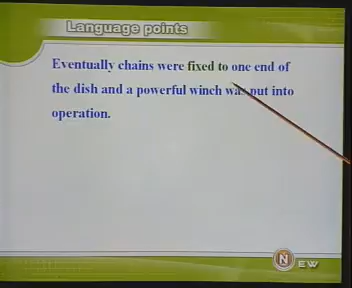 Language points
Eventually chains were fixed to one end of
the dish and a powerful winch was put into
operation.
NEW